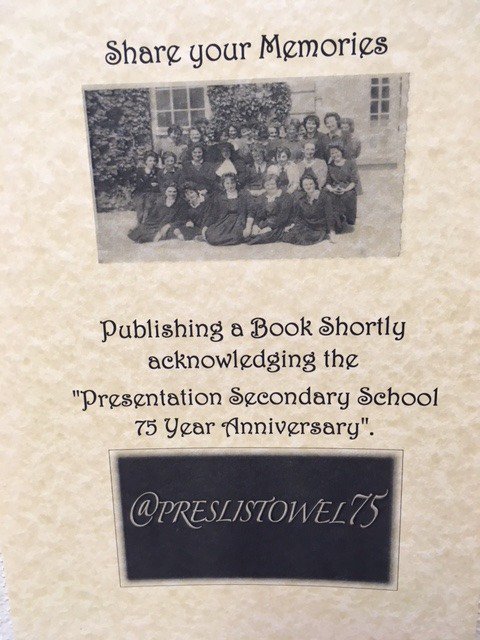 Share your Memories
Publishing a Book Shortly
acknowledging the
"Presentation Secondary School
75 Year Anniversary".
@PRESLISTOWEL75